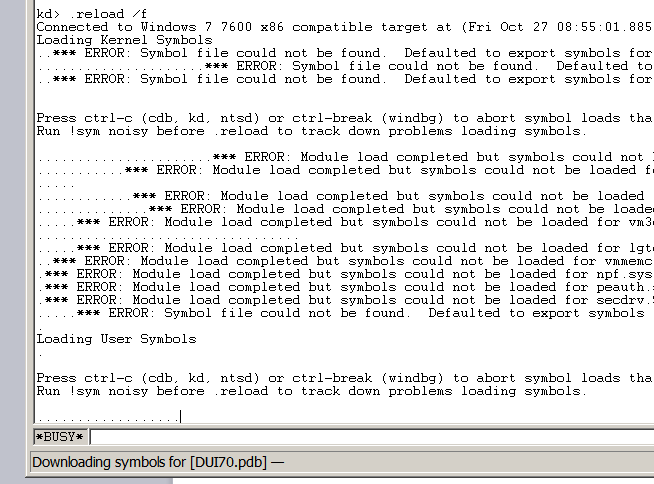 kd> .reload /f
Connected to Windows 7 7600 x86 compatible target at (Fri Oct 27 08:55:01.885
Loading Kernel Symbols
..*** ERROR: Symbol file could not be found.  Defaulted to export symbols for
.....................*** ERROR: Symbol file could not be found.  Defaulted to
..*** ERROR: Symbol file could not be found.  Defaulted to export symbols for
Press ctrl-c (cdb, kd, ntsd) or ctrl-break (windbg) to abort symbol loads tha
Run !sym noisy before .reload to track down problems loading symbols.
......................*** ERROR: Module load completed but symbols could not
...........*** ERROR: Module load completed but symbols could not be loaded fo
.....
............*** ERROR: Module load completed but symbols could not be loaded
..............*** ERROR: Module load completed but symbols could not be loaded
.....*** ERROR: Module load completed but symbols could not be loaded for vm3d
.................................
.....*** ERROR: Module load completed but symbols could not be loaded for lgto
..*** ERROR: Module load completed but symbols could not be loaded for vmmemc
.*** ERROR: Module load completed but symbols could not be loaded for npf.sys
.*** ERROR: Module load completed but symbols could not be loaded for peauth.s
.*** ERROR: Module load completed but symbols could not be loaded for secdrv.S
.....*** ERROR: Symbol file could not be found.  Defaulted to export symbols
.
Loading User Symbols
.
Press ctrl-c (cdb, kd, ntsd) or ctrl-break (windbg) to abort symbol loads tha
Run !sym noisy before .reload to track down problems loading symbols.
..................
*BUSY*
Downloading symbols for [DUI70.pdb] —